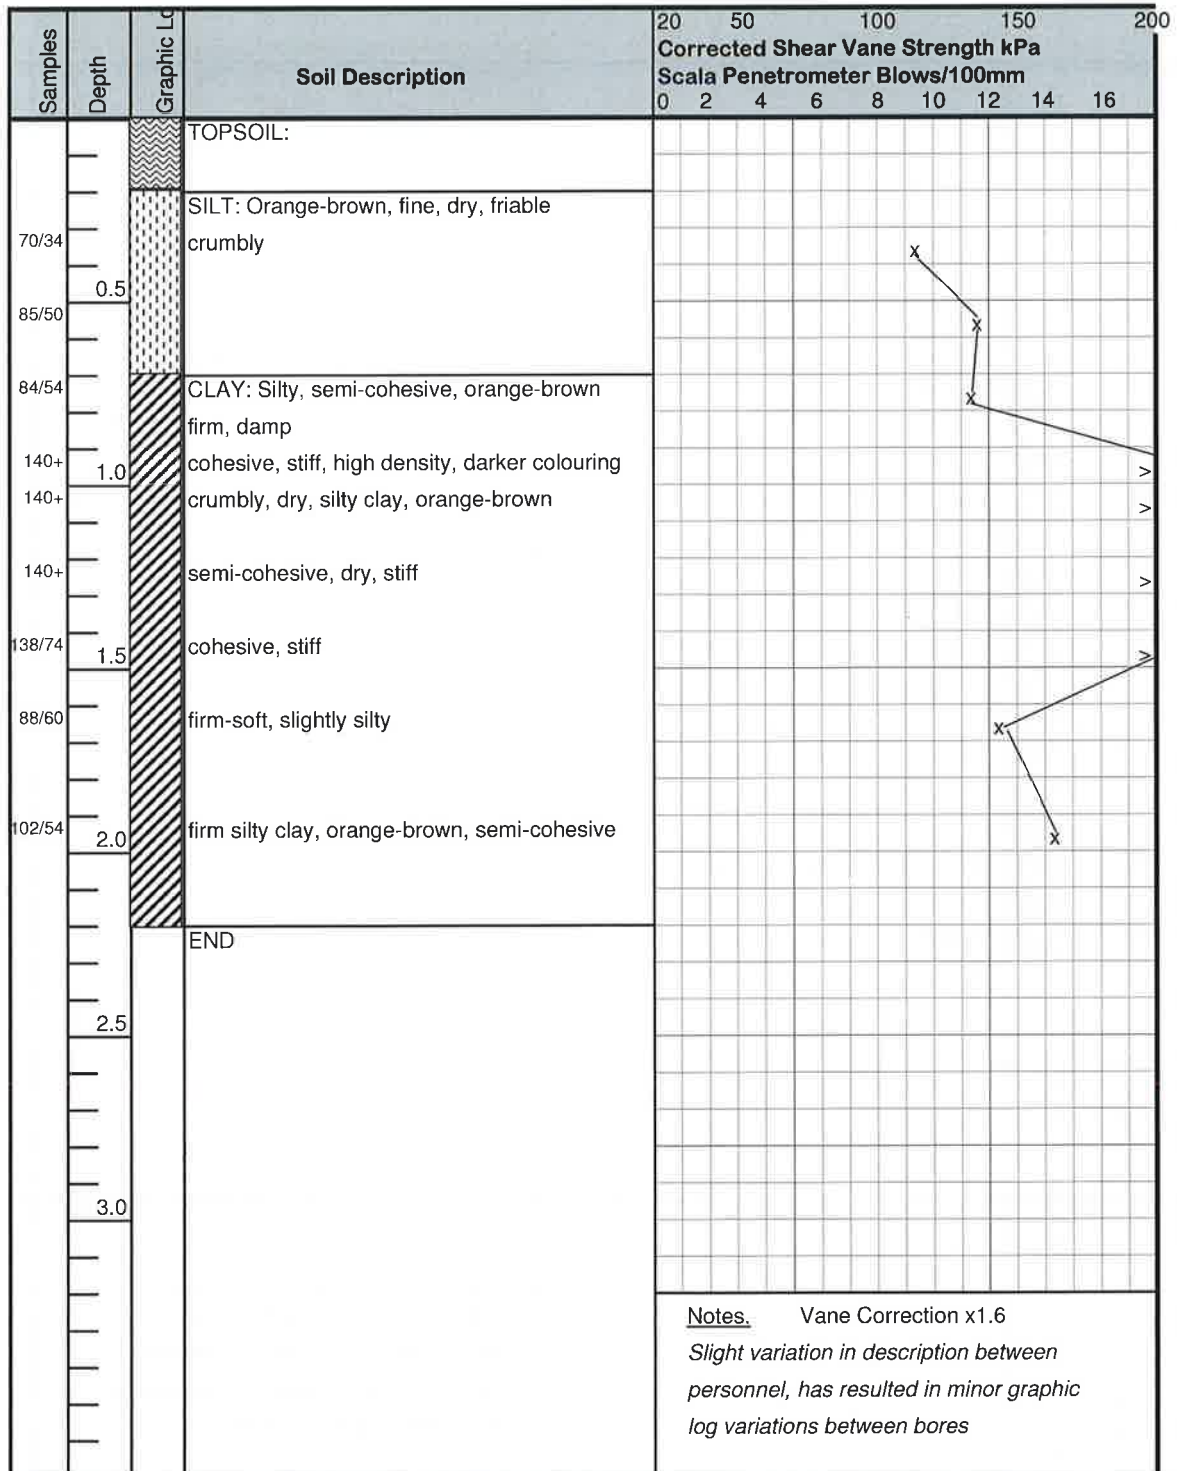 Samples
Depth
Graphic Lo
Soil Description
20 50 100 150 200
Corrected Shear Vane Strength kPa
Scala Penetrometer Blows/100mm
0 2 4 6 8 10 12 14 16
TOPSOIL:
SILT: Orange-brown, fine, dry, friable
70/34 crumbly
x
0.5
85/50
x
84/54 CLAY: Silty, semi-cohesive, orange-brown
x
firm, damp
140+ cohesive, stiff, high density, darker colouring
1.0 >
140+ crumbly, dry, silty clay, orange-brown
>
140+ semi-cohesive, dry, stiff
>
138/74 cohesive, stiff
1.5 >
88/60 firm-soft, slightly silty
x
102/54 firm silty clay, orange-brown, semi-cohesive
2.0 x
END
2.5
3.0
Notes. Vane Correction x1.6
Slight variation in description between
personnel, has resulted in minor graphic
log variations between bores